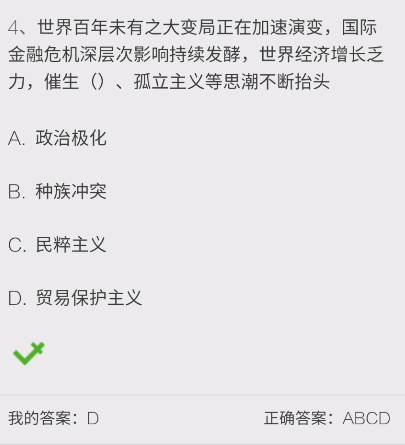 4、世界百年未有之大变局正在加速演变，国际
金融危机深层次影响持续发酵，世界经济增长乏
力，催生（）、孤立主义等思潮不断抬头
A. 政治极化
B. 种族冲突
C. 民粹主义
D. 贸易保护主义
我的答案：D 正确答案：ABCD